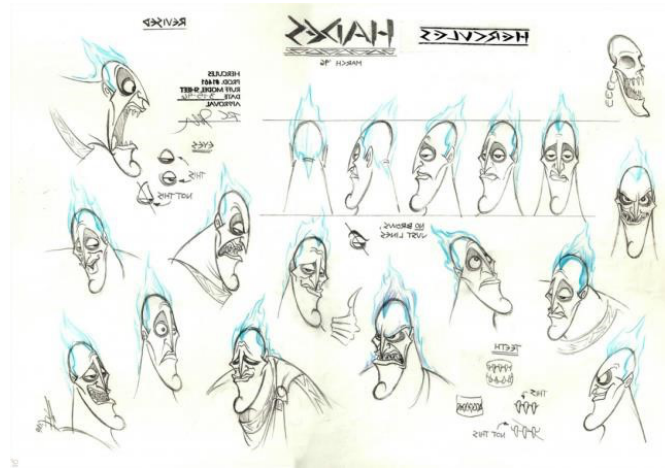 REVISED
HADES
HERCULES
MARCH 96
HERCULES
PROD. #1401
RUFF MODEL SHEET
DATE
APPROVAL
EYES
THIS
NOT THIS
NO BROWS,
JUST LINES
TEETH
THIS
NOT THIS